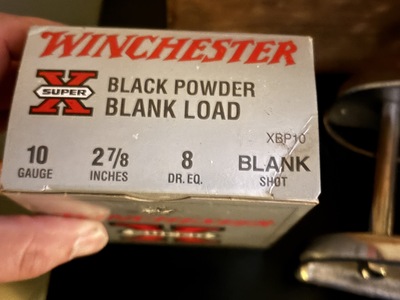 WINCHESTER
X
SUPER
BLACK POWDER
BLANK LOAD
XBP10
10 2 7/8 8 BLANK
GAUGE INCHES DR. EQ. SHOT